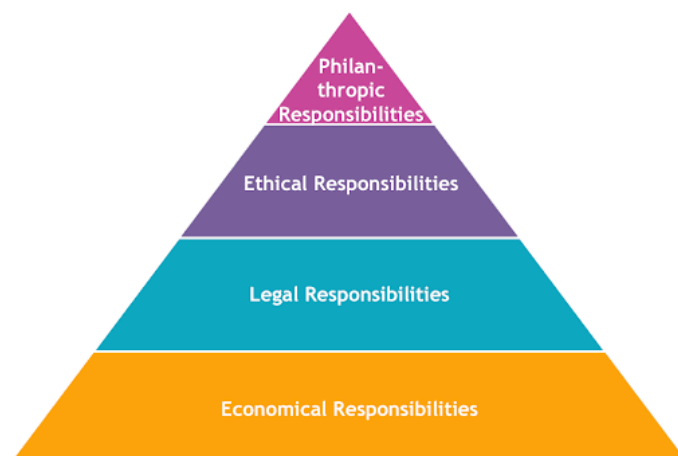 Philan-
thropic
Responsibilities
Ethical Responsibilities
Legal Responsibilities
Economical Responsibilities